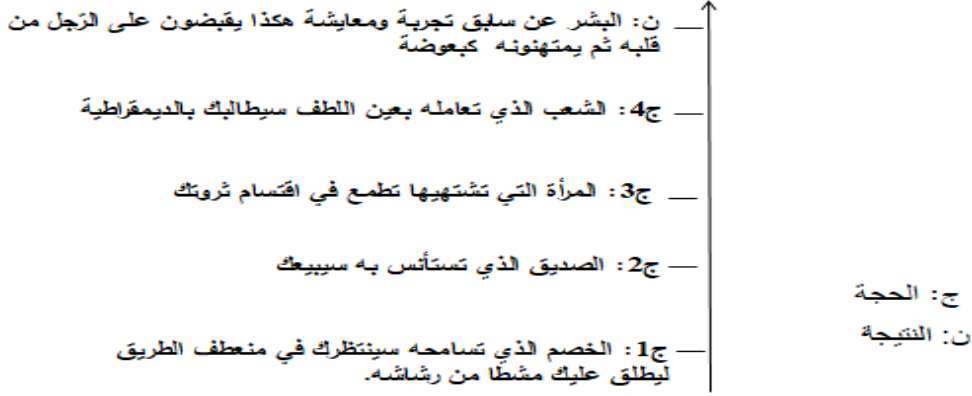 ن: البشر عن سابق تجربة ومعايشة هكذا يقبضون على الرّجل من
قلبه ثم يمتهنونه كبعوضة
ج4: الشعب الذي تعامله بعين اللطف سيطالبك بالديمقراطية
ج3: المرأة التي تشتهيها تطمع في اقتسام ثروتك
ج2: الصديق الذي تستأنس به سيبيعك
ج: الحجة
ن: النتيجة
ج1: الخصم الذي تسامحه سينتظرك في منعطف الطريق
ليطلق عليك مشطا من رشاشه.